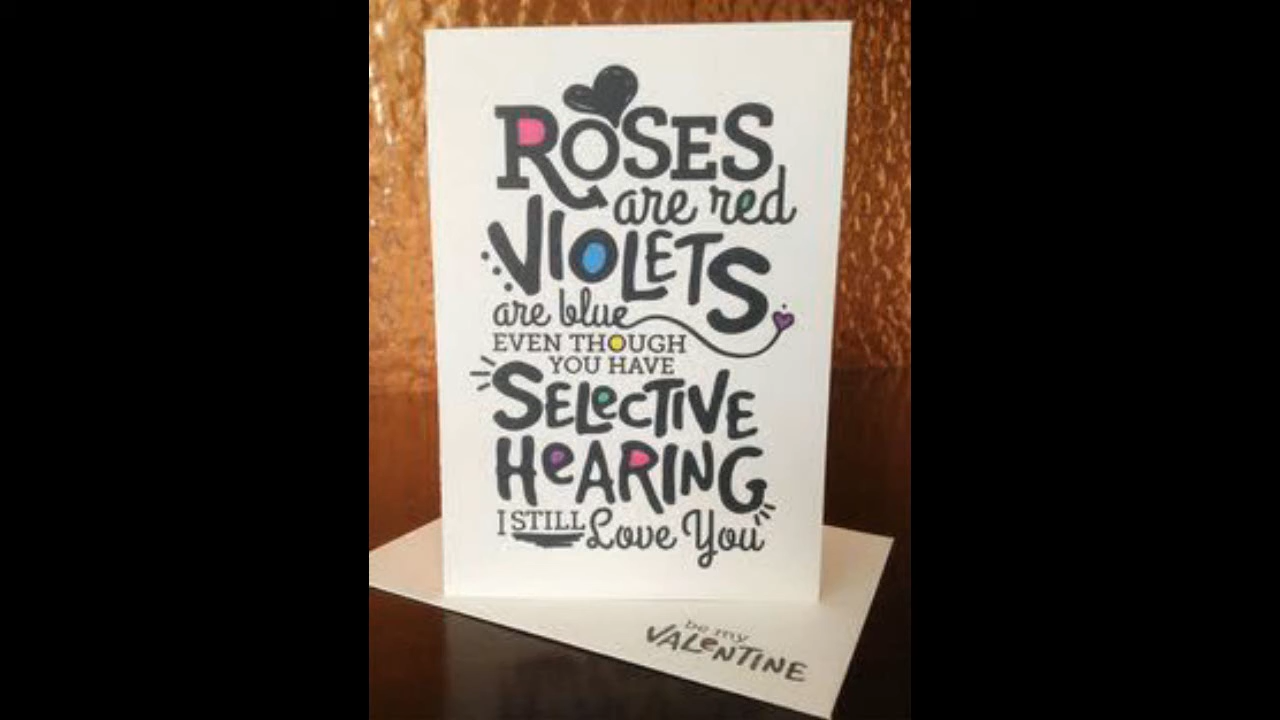 ROSES
are red
VIOLETS
are blue
EVEN THOUGH
YOU HAVE
SELeCTIVE
HeARING
I STILL Love You
be my
VALeNTINE